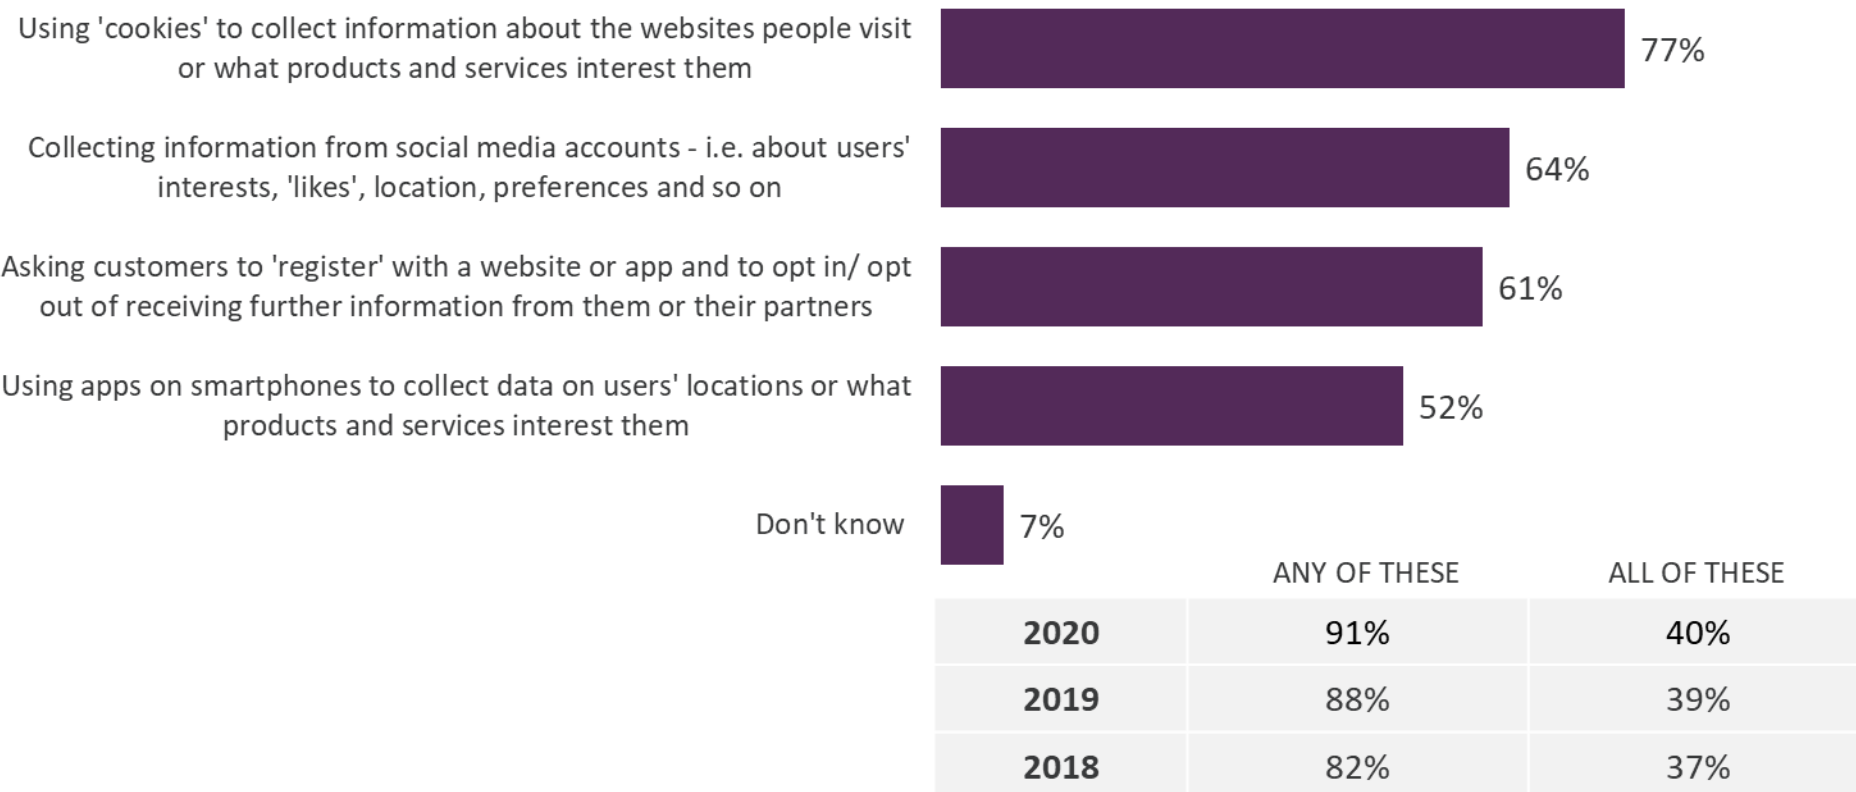 Using 'cookies' to collect information about the websites people visit
or what products and services interest them
77%
Collecting information from social media accounts - i.e. about users'
interests, 'likes', location, preferences and so on
64%
Asking customers to 'register' with a website or app and to opt in/ opt
out of receiving further information from them or their partners
61%
Using apps on smartphones to collect data on users' locations or what
products and services interest them
52%
Don't know
7%
ANY OF THESE ALL OF THESE
2020 91% 40%
2019 88% 39%
2018 82% 37%